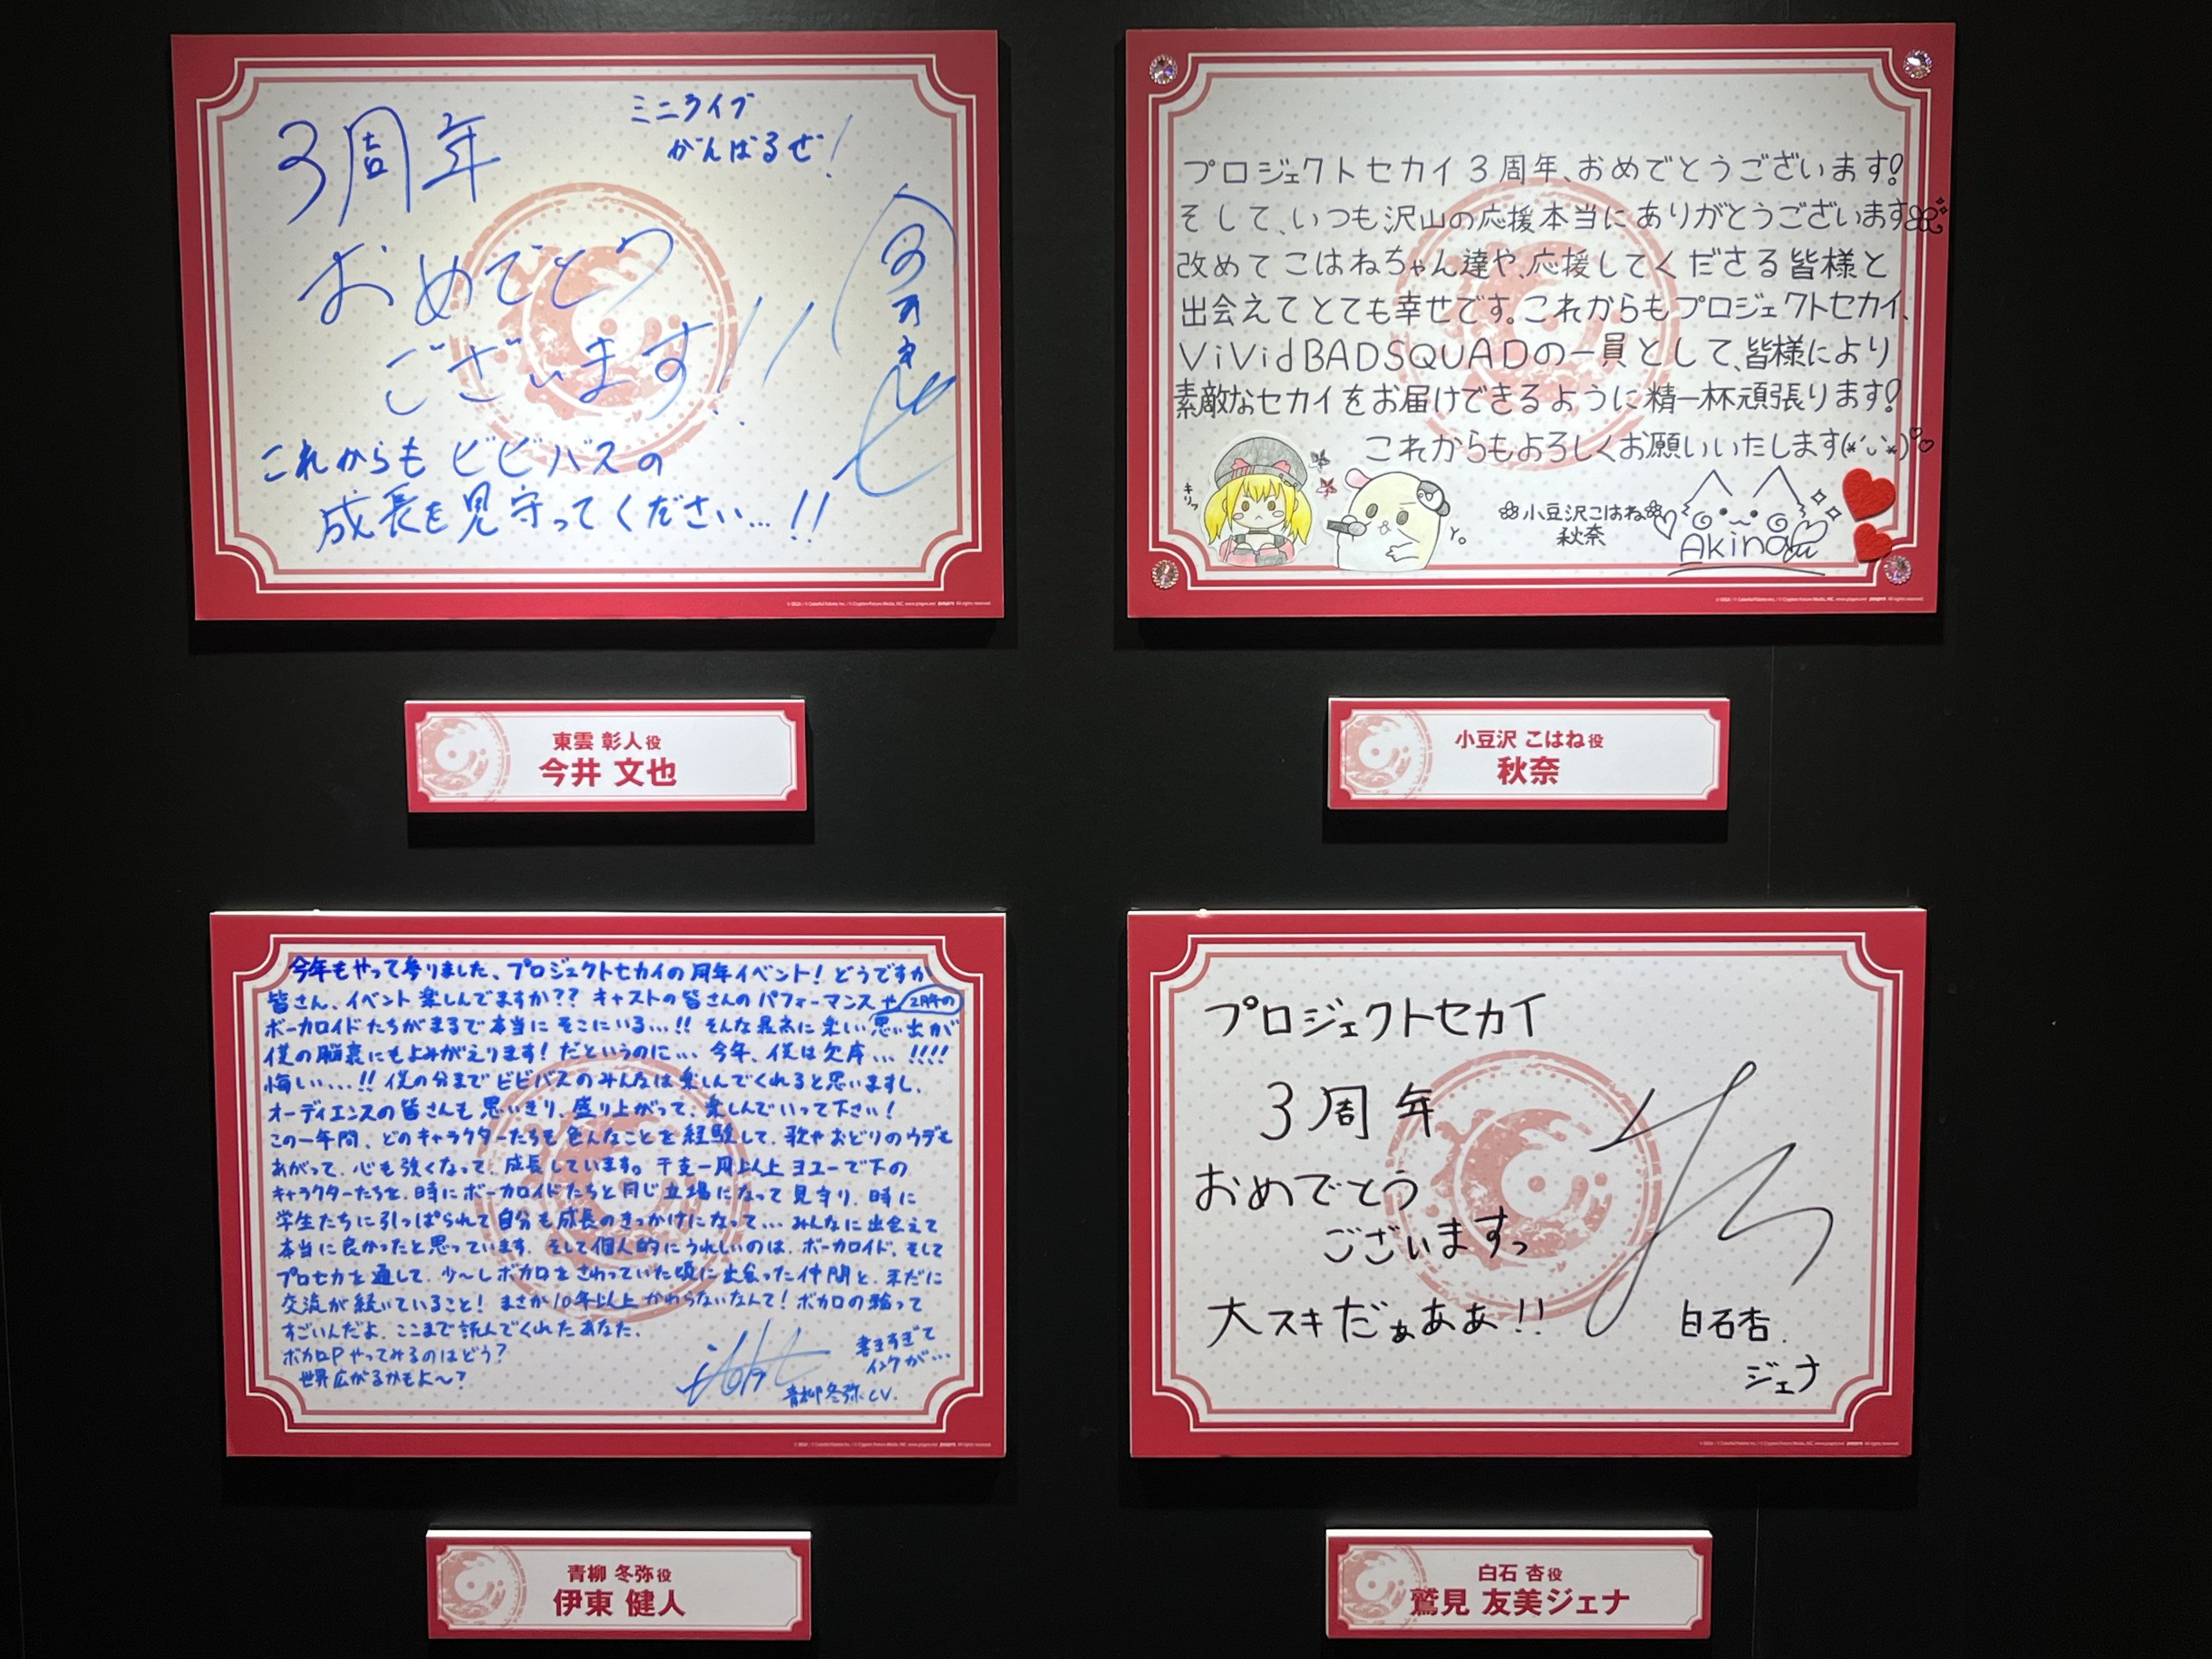 3周年
ミニライブ
がんばるぜ!
おめでとう
ございます!!
これからもビビバスの
成長を見守ってください…!!
東雲 彰人役
今井 文也
プロジェクトセカイ3周年、おめでとうございます!
そして、いつも沢山の応援本当にありがとうございます
改めてこはねちゃん達や、応援してくださる皆様と
出会えてとても幸せです。これからもプロジェクトセカイ、
ViVidBADSQUADの一員として、皆様により
素敵なセカイをお届けできるように精一杯頑張ります!
これからもよろしくお願いいたします
キリッ
小豆沢こはね
秋奈
Akina
小豆沢 こはね役
秋奈
今年もやって参りました、プロジェクトセカイの周年イベント!どうですか
皆さん、イベント楽しんでますか??キャストの皆さんのパフォーマンスや
ボーカロイドたちがまるで本当にそこにいる…!!そんな最高に楽しい思い出が
僕の脳裏にもよみがえります!だというのに…今年、僕は欠席…!!!!
悔しい…!!僕の分までビビバスのみんなは楽しんでくれると思いますし、
オーディエンスの皆さんも思いきり、盛り上がって、楽しんでいって下さい!
この一年間、どのキャラクターたちも色んなことを経験して、歌やおどりのウデも
あがって、心も強くなって、成長しています。干支一周以上ヨユーで下の
キャラクターたちを、時にボーカロイドたちと同じ立場になって見守り、時に
学生たちに引っぱられて自分も成長のきっかけになって…みんなに出会えて
本当に良かったと思っています。そして個人的にうれしいのは、ボーカロイド、そして
プロセカを通して、少〜しボカロをさわっていた頃に出会った仲間と、未だに
交流が続いていること!まさか10年以上かわらないなんて!ボカロの輪って
すごいんだよ、ここまで読んでくれたあなた、
ボカロPやってみるのはどう?
世界広がるかもよ〜?
書きすぎて
インクが…
青柳冬弥 CV.
青柳 冬弥役
伊東 健人
プロジェクトセカイ
3周年
おめでとう
ございますっ
大スキだぁああ!!
白石杏.
ジェナ
白石 杏役
鷲見 友美ジェナ